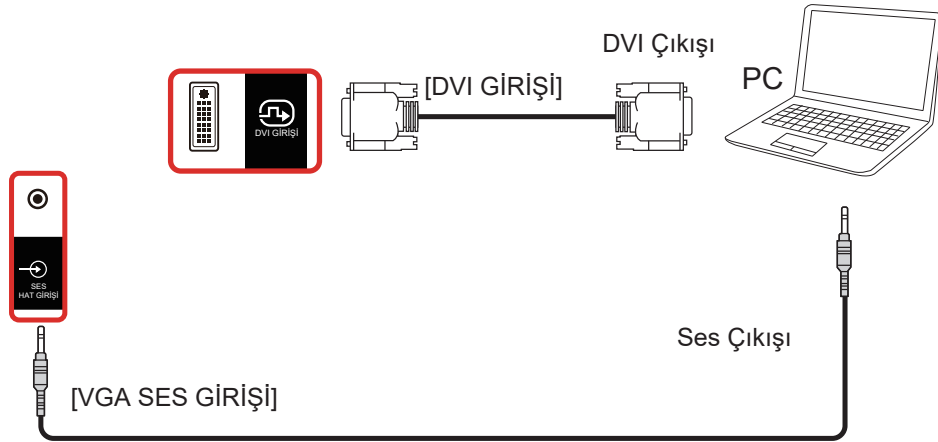 DVI Çıkışı
PC
[DVI GİRİŞİ]
DVI GİRİŞİ
SES
HAT GİRİŞİ
Ses Çıkışı
[VGA SES GİRİŞİ]